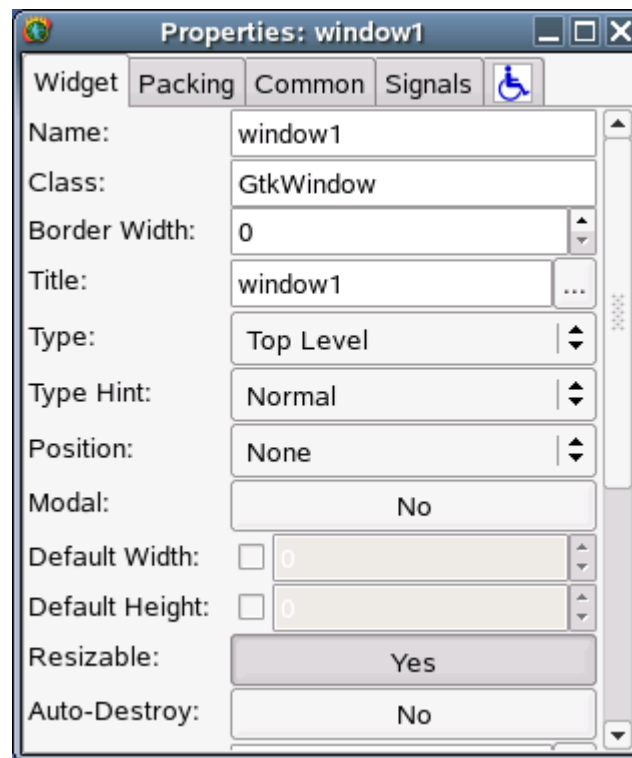 Properties: window1
Widget Packing Common Signals
Name: window1
Class: GtkWindow
Border Width: 0
Title: window1 ...
Type: Top Level
Type Hint: Normal
Position: None
Modal: No
Default Width: 0
Default Height: 0
Resizable: Yes
Auto-Destroy: No